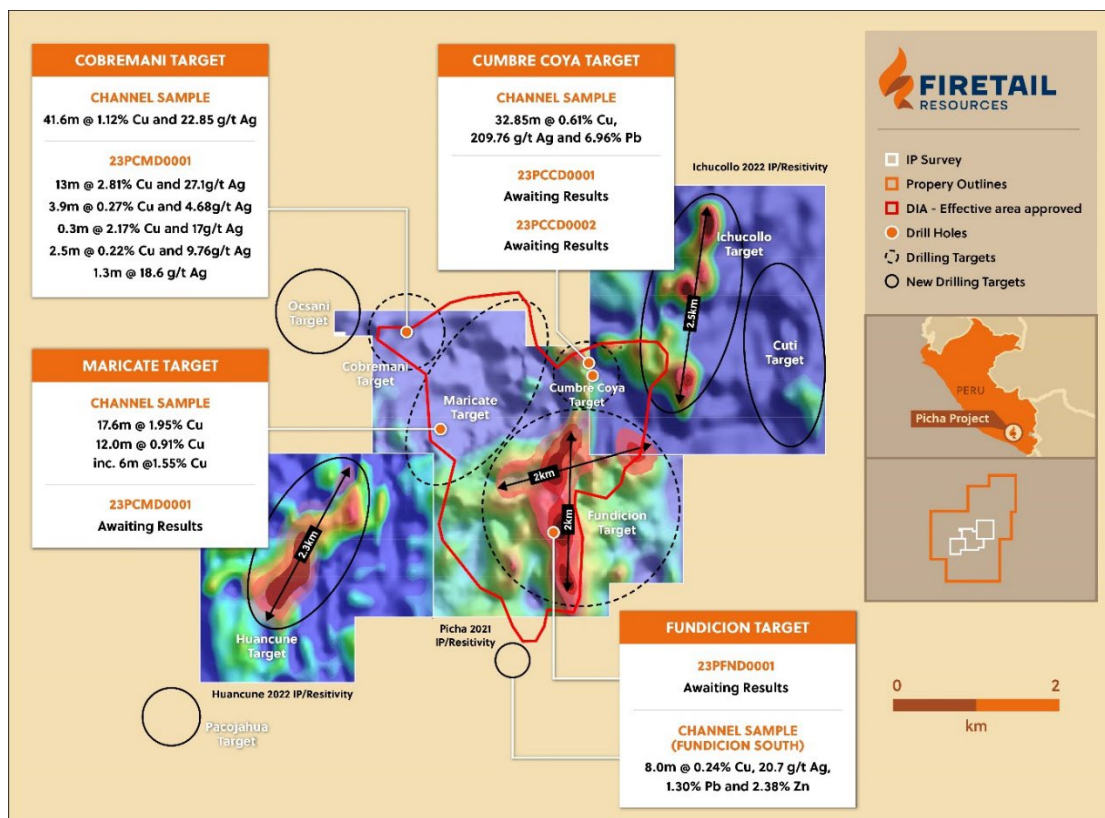 COBREMANI TARGET
CHANNEL SAMPLE
41.6m @ 1.12% Cu and 22.85 g/t Ag
23PCMD0001
13m @ 2.81% Cu and 27.1g/t Ag
3.9m @ 0.27% Cu and 4.68g/t Ag
0.3m @ 2.17% Cu and 17g/t Ag
2.5m @ 0.22% Cu and 9.76g/t Ag
1.3m @ 18.6 g/t Ag
CUMBRE COYA TARGET
CHANNEL SAMPLE
32.85m @ 0.61% Cu,
209.76 g/t Ag and 6.96% Pb
23PCCD0001
Awaiting Results
23PCCD0002
Awaiting Results
FIRETAIL
RESOURCES
IP Survey
Propery Outlines
DIA - Effective area approved
Drill Holes
Drilling Targets
New Drilling Targets
Ichucollo 2022 IP/Resitivity
Ichucollo
Target
2.5km
Cuti
Target
Ocsani
Target
Cobremani
Target
Maricate
Target
Cumbre Coya
Target
MARICATE TARGET
CHANNEL SAMPLE
17.6m @ 1.95% Cu
12.0m @ 0.91% Cu
inc. 6m @1.55% Cu
23PCMD0001
Awaiting Results
PERU
Picha Project
2km
2km
Fundicion
Target
2.3km
Huancune
Target
Picha 2021
IP/Resitivity
Huancune 2022 IP/Resitivity
Pacojahua
Target
FUNDICION TARGET
23PFND0001
Awaiting Results
CHANNEL SAMPLE
(FUNDICION SOUTH)
8.0m @ 0.24% Cu, 20.7 g/t Ag,
1.30% Pb and 2.38% Zn
0 2
km